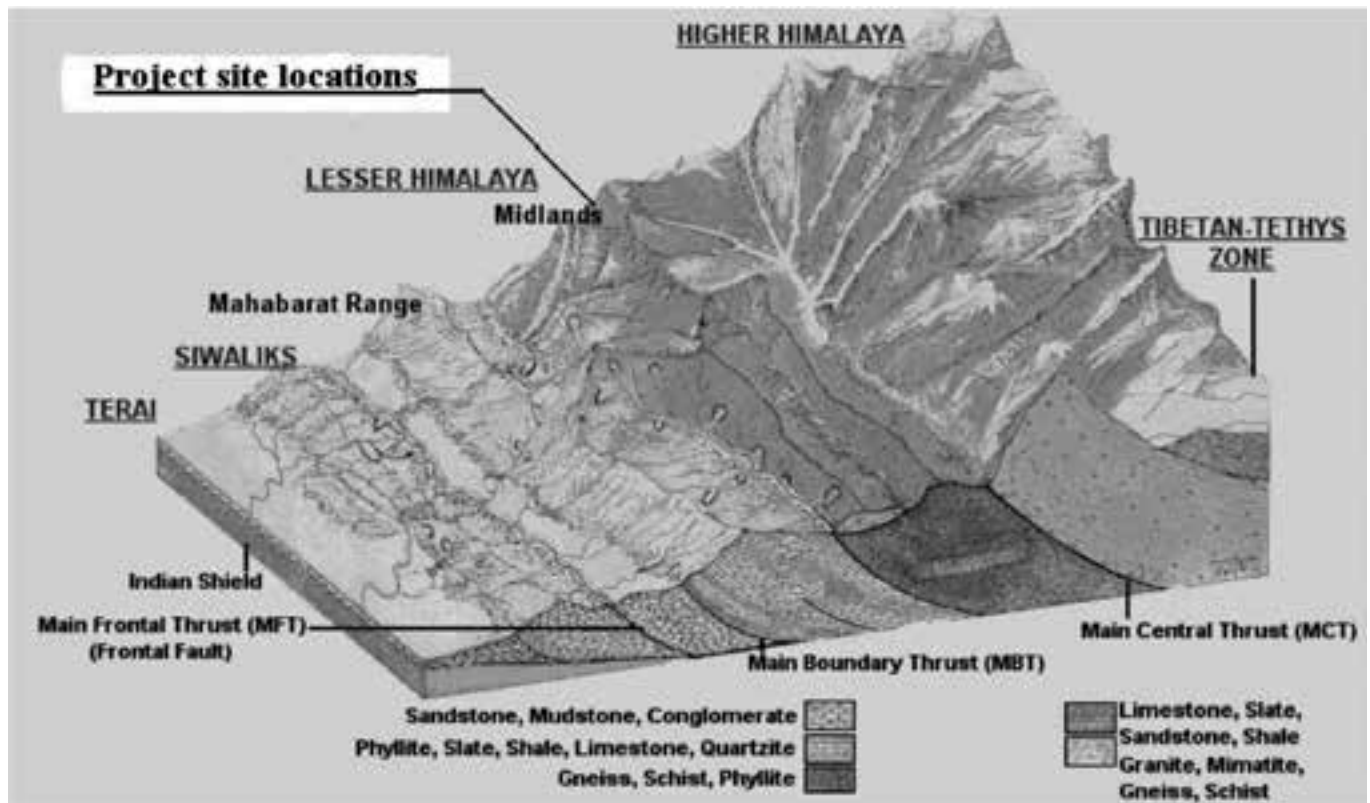 HIGHER HIMALAYA
Project site locations
LESSER HIMALAYA
Midlands
TIBETAN-TETHYS
ZONE
Mahabarat Range
SIWALIKS
TERAI
Indian Shield
Main Frontal Thrust (MFT)
(Frontal Fault)
Main Boundary Thrust (MBT)
Main Central Thrust (MCT)
Sandstone, Mudstone, Conglomerate
Phyllite, Slate, Shale, Limestone, Quartzite
Gneiss, Schist, Phyllite
Limestone, Slate,
Sandstone, Shale
Granite, Mimatite,
Gneiss, Schist